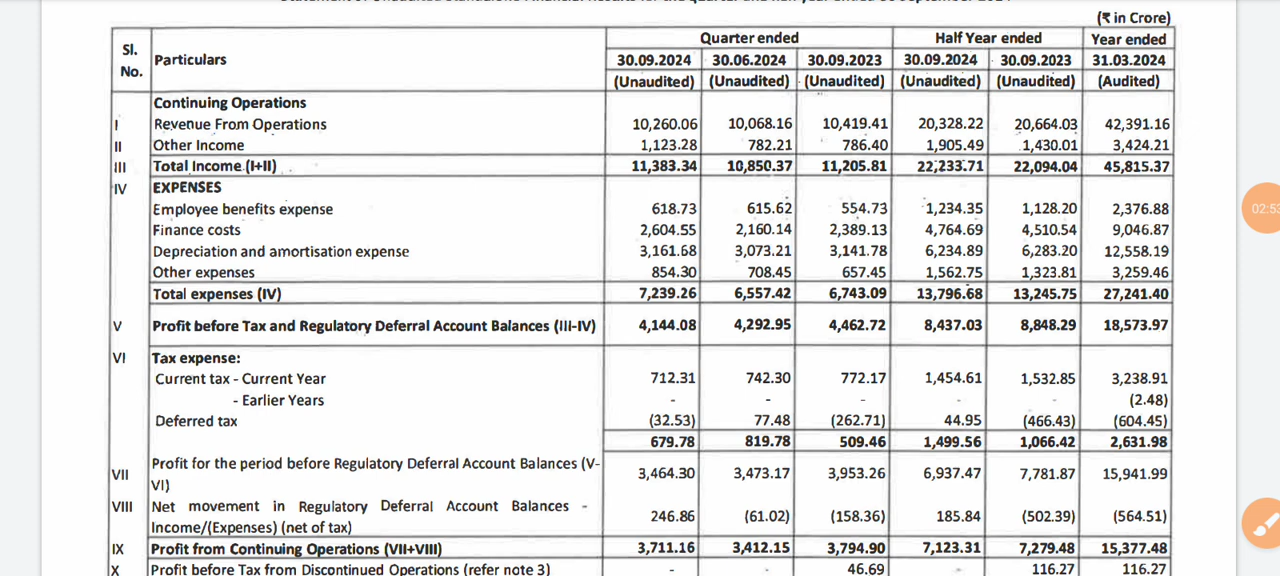 (₹ in Crore)
Sl. No. Particulars Quarter ended Half Year ended Year ended
30.09.2024 30.06.2024 30.09.2023 30.09.2024 30.09.2023 31.03.2024
(Unaudited) (Unaudited) (Unaudited) (Unaudited) (Unaudited) (Audited)
Continuing Operations
I Revenue From Operations 10,260.06 10,068.16 10,419.41 20,328.22 20,664.03 42,391.16
II Other Income 1,123.28 782.21 786.40 1,905.49 1,430.01 3,424.21
III Total Income (I+II) 11,383.34 10,850.37 11,205.81 22,233.71 22,094.04 45,815.37
IV EXPENSES
Employee benefits expense 618.73 615.62 554.73 1,234.35 1,128.20 2,376.88
Finance costs 2,604.55 2,160.14 2,389.13 4,764.69 4,510.54 9,046.87
Depreciation and amortisation expense 3,161.68 3,073.21 3,141.78 6,234.89 6,283.20 12,558.19
Other expenses 854.30 708.45 657.45 1,562.75 1,323.81 3,259.46
Total expenses (IV) 7,239.26 6,557.42 6,743.09 13,796.68 13,245.75 27,241.40
V Profit before Tax and Regulatory Deferral Account Balances (III-IV) 4,144.08 4,292.95 4,462.72 8,437.03 8,848.29 18,573.97
VI Tax expense:
Current tax - Current Year 712.31 742.30 772.17 1,454.61 1,532.85 3,238.91
- Earlier Years - - - - - (2.48)
Deferred tax (32.53) 77.48 (262.71) 44.95 (466.43) (604.45)
679.78 819.78 509.46 1,499.56 1,066.42 2,631.98
VII Profit for the period before Regulatory Deferral Account Balances (V-
VI) 3,464.30 3,473.17 3,953.26 6,937.47 7,781.87 15,941.99
VIII Net movement in Regulatory Deferral Account Balances -
Income/(Expenses) (net of tax) 246.86 (61.02) (158.36) 185.84 (502.39) (564.51)
IX Profit from Continuing Operations (VII+VIII) 3,711.16 3,412.15 3,794.90 7,123.31 7,279.48 15,377.48
X Profit before Tax from Discontinued Operations (refer note 3) - - 46.69 - 116.27 116.27